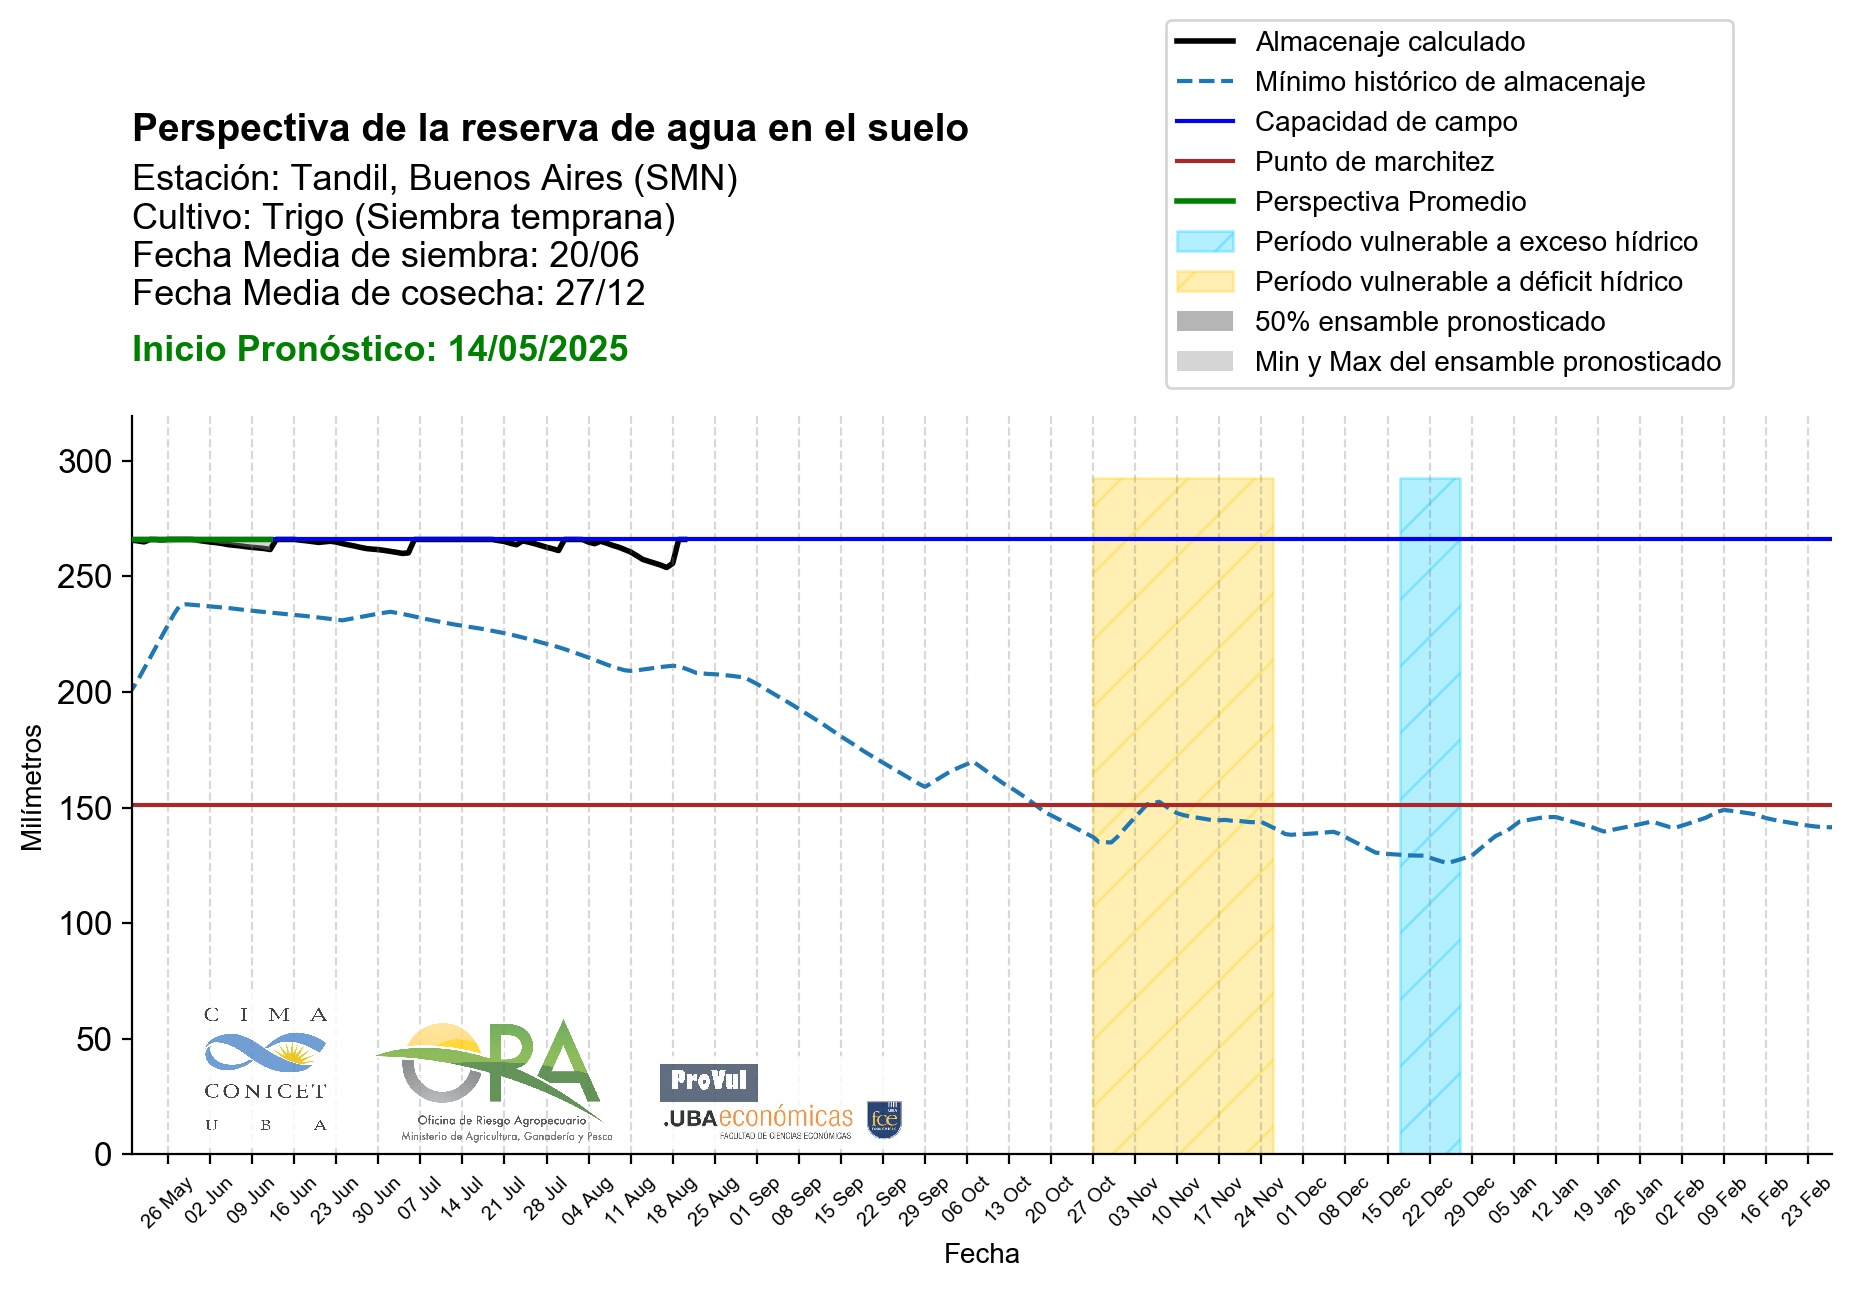 Almacenaje calculado
Mínimo histórico de almacenaje
Capacidad de campo
Punto de marchitez
Perspectiva Promedio
Período vulnerable a exceso hídrico
Período vulnerable a déficit hídrico
50% ensamble pronosticado
Min y Max del ensamble pronosticado
Perspectiva de la reserva de agua en el suelo
Estación: Tandil, Buenos Aires (SMN)
Cultivo: Trigo (Siembra temprana)
Fecha Media de siembra: 20/06
Fecha Media de cosecha: 27/12
Inicio Pronóstico: 14/05/2025
Milímetros
300
250
200
150
100
50
0
CIMA
CONICET
UBA
ORA
Oficina de Riesgo Agropecuario
Ministerio de Agricultura, Ganadería y Pesca
ProVul
.UBAeconómicas
FACULTAD DE CIENCIAS ECONÓMICAS
fce
26 May
02 Jun
09 Jun
16 Jun
23 Jun
30 Jun
07 Jul
14 Jul
21 Jul
28 Jul
04 Aug
11 Aug
18 Aug
25 Aug
01 Sep
08 Sep
15 Sep
22 Sep
29 Sep
06 Oct
13 Oct
20 Oct
27 Oct
03 Nov
10 Nov
17 Nov
24 Nov
01 Dec
08 Dec
15 Dec
22 Dec
29 Dec
05 Jan
12 Jan
19 Jan
26 Jan
02 Feb
09 Feb
16 Feb
23 Feb
Fecha